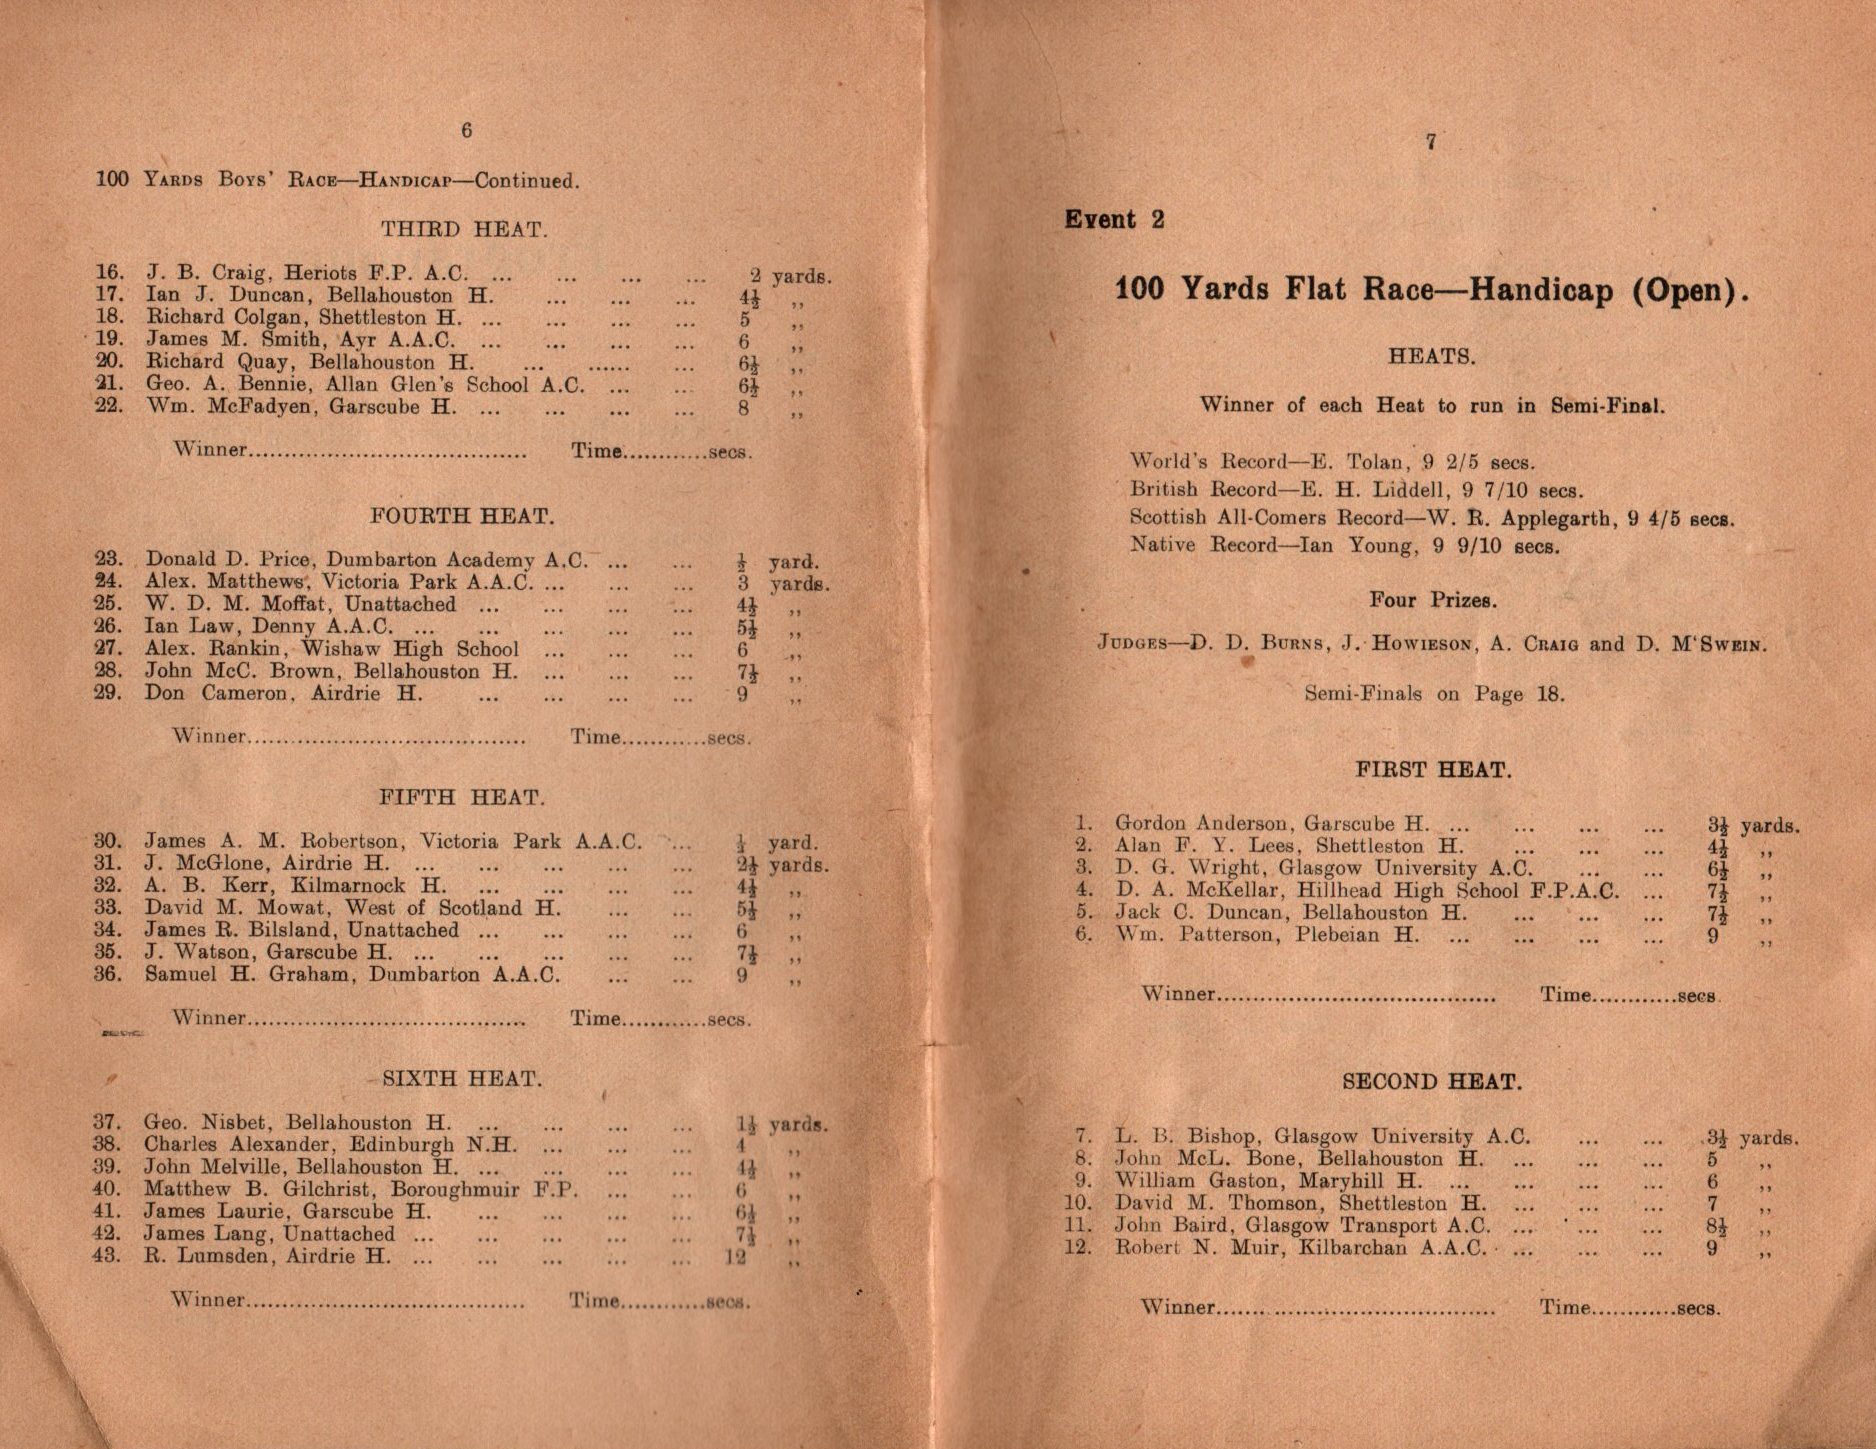 6
100 YARDS BOYS' RACE—HANDICAP—Continued.
THIRD HEAT.
16. J. B. Craig, Heriots F.P. A.C. ... ... ... ... 2 yards.
17. Ian J. Duncan, Bellahouston H. ... ... ... 4½ ,,
18. Richard Colgan, Shettleston H. ... ... ... ... 5 ,,
19. James M. Smith, Ayr A.A.C. ... ... ... ... 6 ,,
20. Richard Quay, Bellahouston H. ... ...... ... 6½ ,,
21. Geo. A. Bennie, Allan Glen's School A.C. ... ... 6½ ,,
22. Wm. McFadyen, Garscube H. ... ... ... ... 8 ,,
Winner...................................... Time............secs.
FOURTH HEAT.
23. Donald D. Price, Dumbarton Academy A.C. ... ... ½ yard.
24. Alex. Matthews, Victoria Park A.A.C. ... ... ... 3 yards.
25. W. D. M. Moffat, Unattached ... ... ... ... 4½ ,,
26. Ian Law, Denny A.A.C. ... ... ... ... ... 5½ ,,
27. Alex. Rankin, Wishaw High School ... ... ... 6 ,,
28. John McC. Brown, Bellahouston H. ... ... ... 7½ ,,
29. Don Cameron, Airdrie H. ... ... ... ... 9 ,,
Winner...................................... Time............secs.
FIFTH HEAT.
30. James A. M. Robertson, Victoria Park A.A.C. ... ½ yard.
31. J. McGlone, Airdrie H. ... ... ... ... ... 2½ yards.
32. A. B. Kerr, Kilmarnock H. ... ... ... ... 4½ ,,
33. David M. Mowat, West of Scotland H. ... ... 5½ ,,
34. James R. Bilsland, Unattached ... ... ... ... 6 ,,
35. J. Watson, Garscube H. ... ... ... ... ... 7½ ,,
36. Samuel H. Graham, Dumbarton A.A.C. ... ... 9 ,,
Winner...................................... Time............secs.
SIXTH HEAT.
37. Geo. Nisbet, Bellahouston H. ... ... ... ... 1½ yards.
38. Charles Alexander, Edinburgh N.H. ... ... ... 4 ,,
39. John Melville, Bellahouston H. ... ... ... ... 4½ ,,
40. Matthew B. Gilchrist, Boroughmuir F.P. ... ... 6 ,,
41. James Laurie, Garscube H. ... ... ... ... 6½ ,,
42. James Lang, Unattached ... ... ... ... ... 7½ ,,
43. R. Lumsden, Airdrie H. ... ... ... ... ... 12 ,,
Winner...................................... Time............secs.
7
Event 2
100 Yards Flat Race—Handicap (Open).
HEATS.
Winner of each Heat to run in Semi-Final.
World's Record—E. Tolan, 9 2/5 secs.
British Record—E. H. Liddell, 9 7/10 secs.
Scottish All-Comers Record—W. R. Applegarth, 9 4/5 secs.
Native Record—Ian Young, 9 9/10 secs.
Four Prizes.
JUDGES—D. D. BURNS, J. HOWIESON, A. CRAIG and D. M'SWEIN.
Semi-Finals on Page 18.
FIRST HEAT.
1. Gordon Anderson, Garscube H. ... ... ... ... 3½ yards.
2. Alan F. Y. Lees, Shettleston H. ... ... ... 4½ ,,
3. D. G. Wright, Glasgow University A.C. ... ... 6½ ,,
4. D. A. McKellar, Hillhead High School F.P.A.C. ... 7½ ,,
5. Jack C. Duncan, Bellahouston H. ... ... ... 7½ ,,
6. Wm. Patterson, Plebeian H. ... ... ... ... 9 ,,
Winner...................................... Time............secs.
SECOND HEAT.
7. L. B. Bishop, Glasgow University A.C. ... ... 3½ yards.
8. John McL. Bone, Bellahouston H. ... ... ... 5 ,,
9. William Gaston, Maryhill H. ... ... ... ... 6 ,,
10. David M. Thomson, Shettleston H. ... ... ... 7 ,,
11. John Baird, Glasgow Transport A.C. ... ... ... 8½ ,,
12. Robert N. Muir, Kilbarchan A.A.C. ... ... ... 9 ,,
Winner...................................... Time............secs.